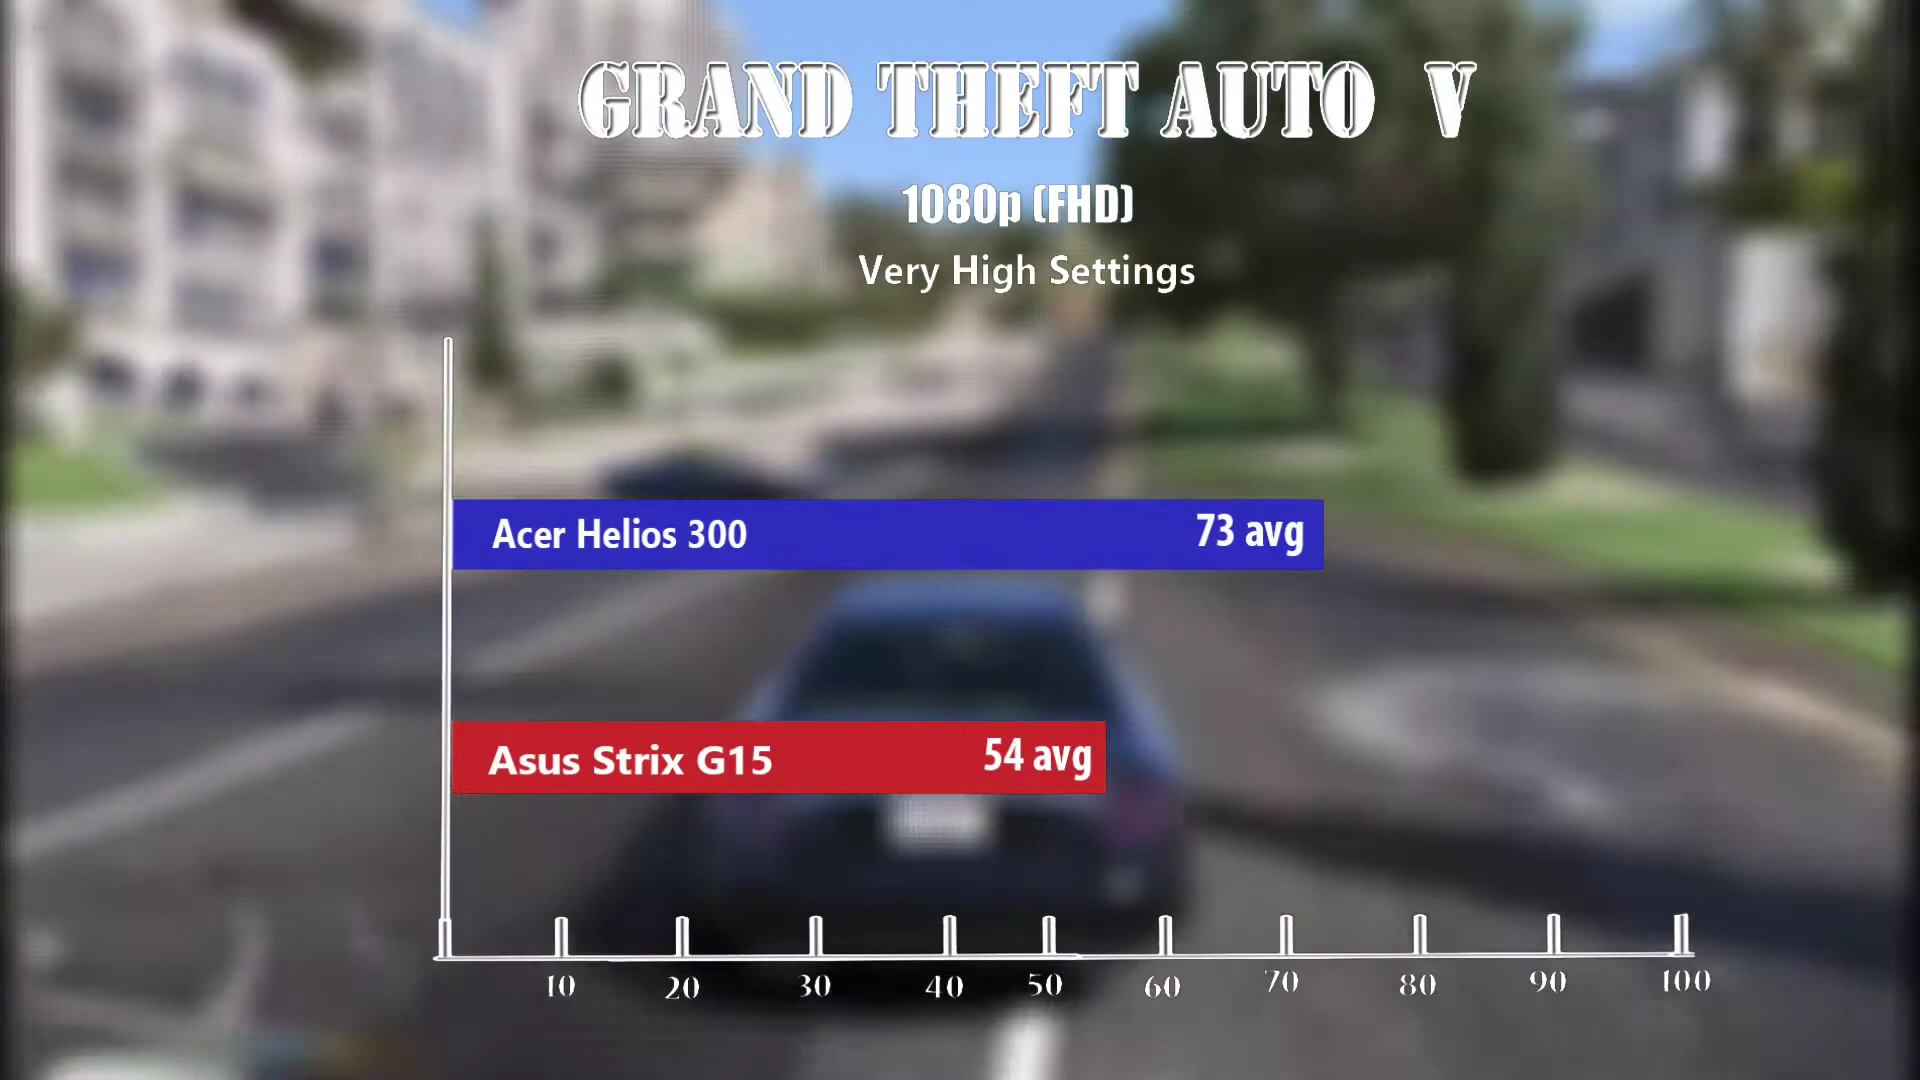 GRAND THEFT AUTO V
1080p (FHD)
Very High Settings
Acer Helios 300 73 avg
Asus Strix G15 54 avg
10 20 30 40 50 60 70 80 90 100